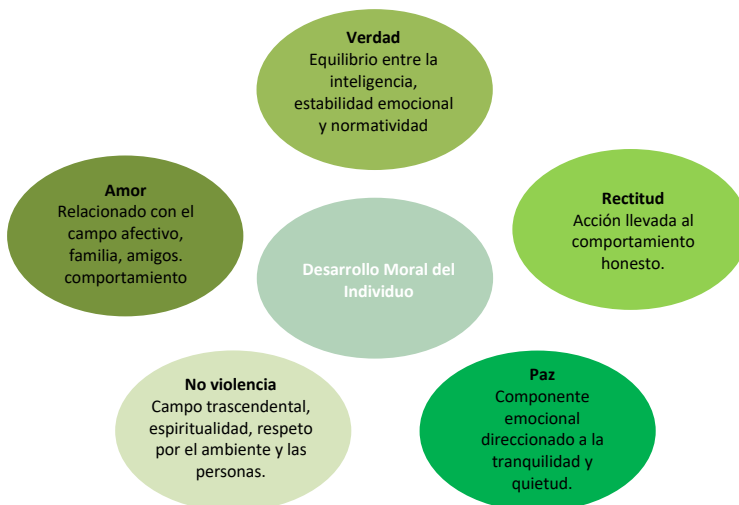 Verdad
Equilibrio entre la
inteligencia,
estabilidad emocional
y normatividad
Amor
Relacionado con el
campo afectivo,
familia, amigos.
comportamiento
Rectitud
Acción llevada al
comportamiento
honesto.
Desarrollo Moral del
Individuo
No violencia
Campo trascendental,
espiritualidad, respeto
por el ambiente y las
personas.
Paz
Componente
emocional
direccionado a la
tranquilidad y
quietud.